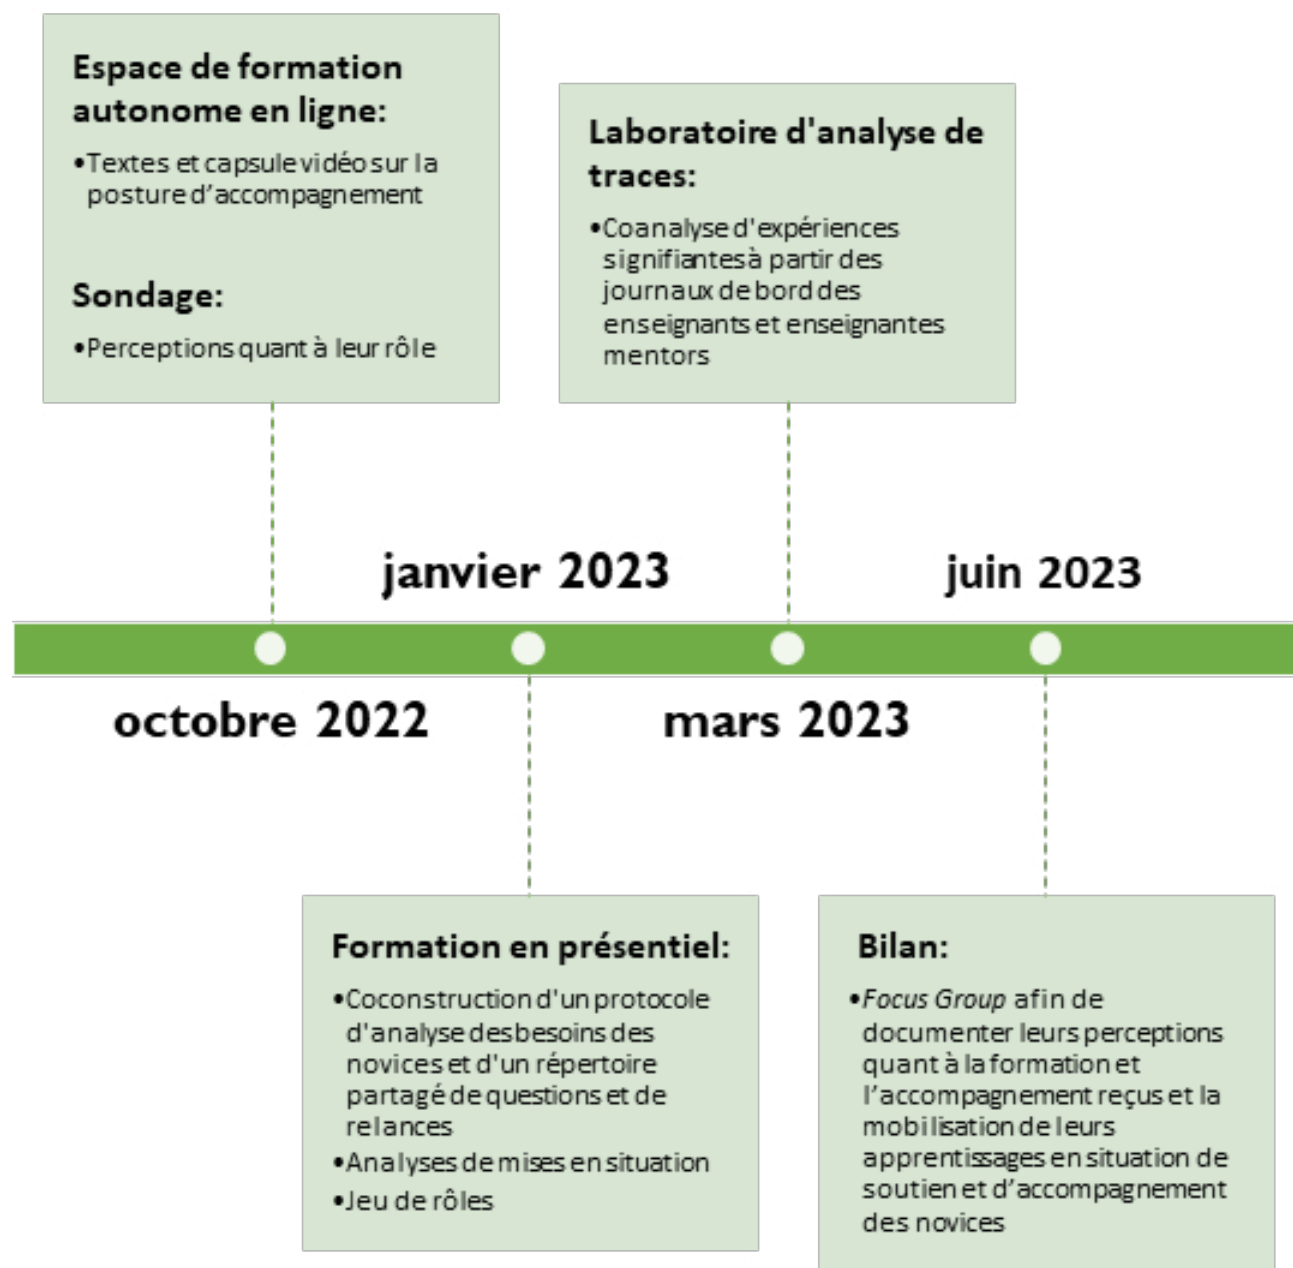 Espace de formation
autonome en ligne:
•Textes et capsule vidéo sur la
posture d’accompagnement
Sondage:
•Perceptions quant à leur rôle
Laboratoire d'analyse de
traces:
•Coanalyse d'expériences
signifiantes à partir des
journaux de bord des
enseignants et enseignantes
mentors
janvier 2023
juin 2023
octobre 2022
mars 2023
Formation en présentiel:
•Coconstruction d'un protocole
d'analyse des besoins des
novices et d'un répertoire
partagé de questions et de
relances
•Analyses de mises en situation
•Jeu de rôles
Bilan:
•Focus Group afin de
documenter leurs perceptions
quant à la formation et
l’accompagnement reçus et la
mobilisation de leurs
apprentissages en situation de
soutien et d’accompagnement
des novices